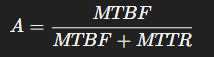 A = MTBF / (MTBF + MTTR)